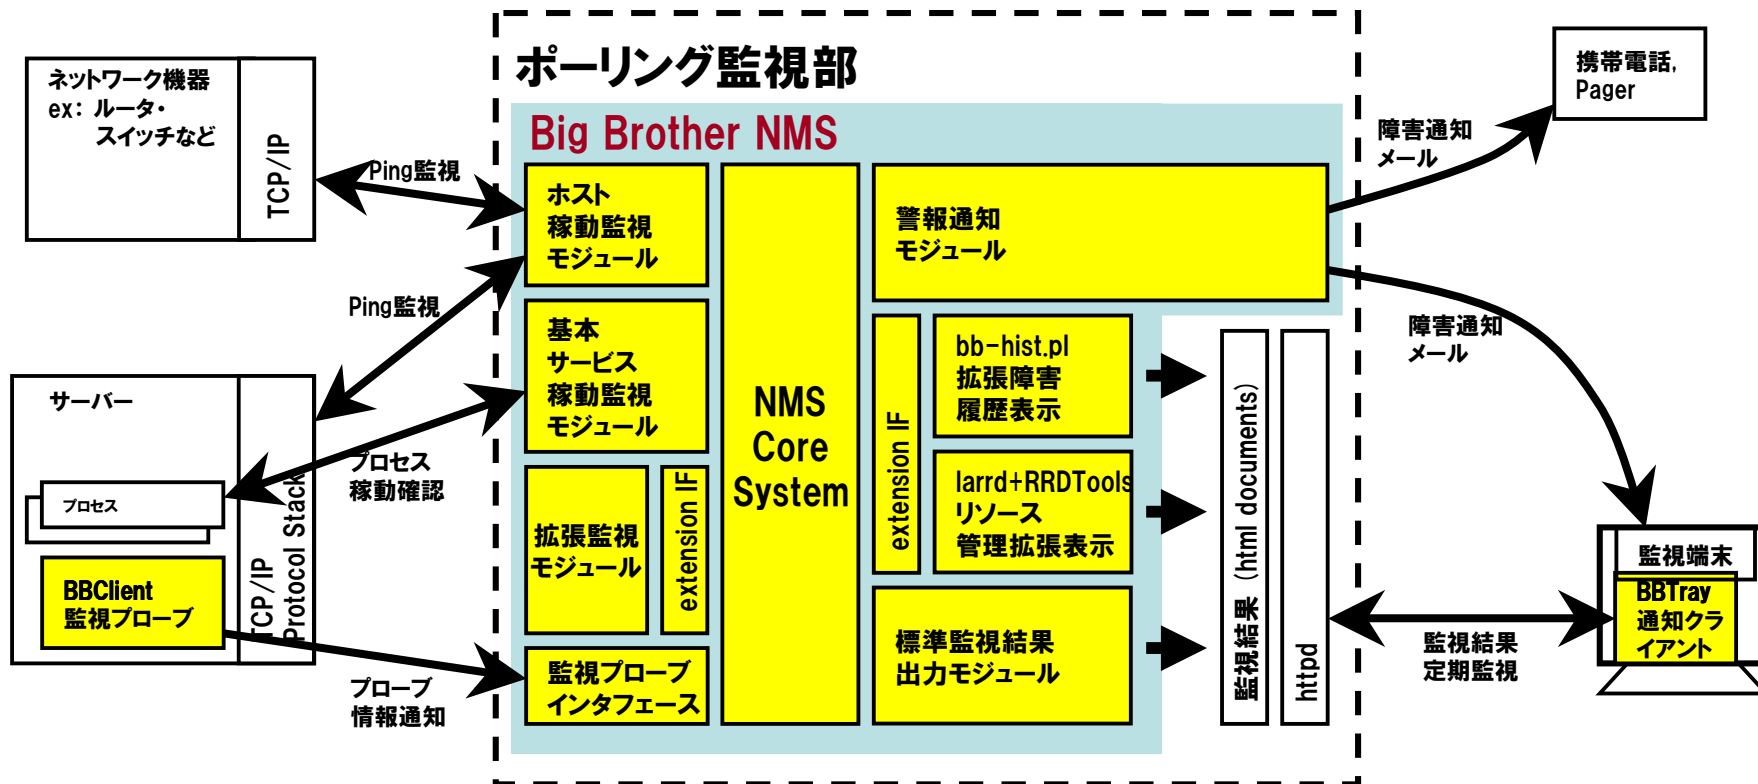 ポーリング監視部
Big Brother NMS
ネットワーク機器
ex: ルータ・
スイッチなど
TCP/IP
Ping監視
Ping監視
サーバー
プロセス
BBClient
監視プローブ
TCP/IP
Protocol Stack
プロセス
稼動確認
プローブ
情報通知
ホスト
稼動監視
モジュール
基本
サービス
稼動監視
モジュール
拡張監視
モジュール
extension IF
監視プローブ
インタフェース
NMS
Core
System
警報通知
モジュール
extension IF
bb-hist.pl
拡張障害
履歴表示
larrd+RRDTools
リソース
管理拡張表示
標準監視結果
出力モジュール
監視結果 (html documents)
httpd
障害通知
メール
携帯電話,
Pager
障害通知
メール
監視結果
定期監視
監視端末
BBTray
通知クラ
イアント